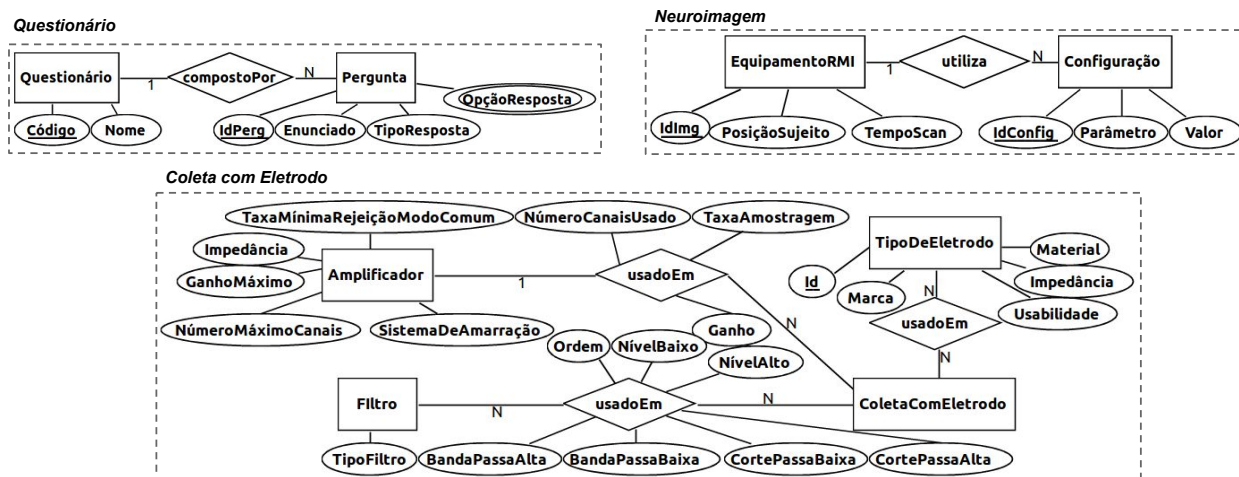 Questionário
Questionário
1
compostoPor
N
Pergunta
OpçãoResposta
Código
Nome
IdPerg
Enunciado
TipoResposta
Neuroimagem
EquipamentoRMI
1
utiliza
N
Configuração
IdImg
PosiçãoSujeito
TempoScan
IdConfig
Parâmetro
Valor
Coleta com Eletrodo
TaxaMínimaRejeiçãoModoComum
NúmeroCanaisUsado
TaxaAmostragem
Impedância
GanhoMáximo
Amplificador
1
usadoEm
N
NúmeroMáximoCanais
SistemaDeAmarração
Ganho
TipoDeEletrodo
Material
Id
Marca
Impedância
Usabilidade
N
usadoEm
N
Ordem
NívelBaixo
NívelAlto
FIltro
N
usadoEm
N
ColetaComEletrodo
TipoFiltro
BandaPassaAlta
BandaPassaBaixa
CortePassaBaixa
CortePassaAlta